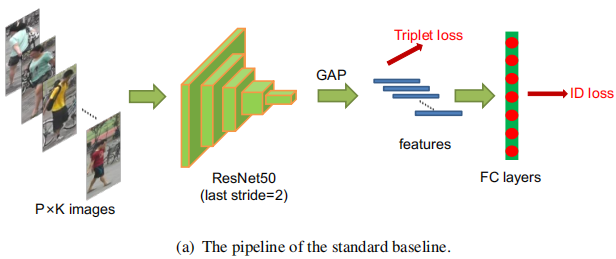 Triplet loss
GAP
ID loss
features
ResNet50
(last stride=2)
FC layers
P×K images
(a) The pipeline of the standard baseline.